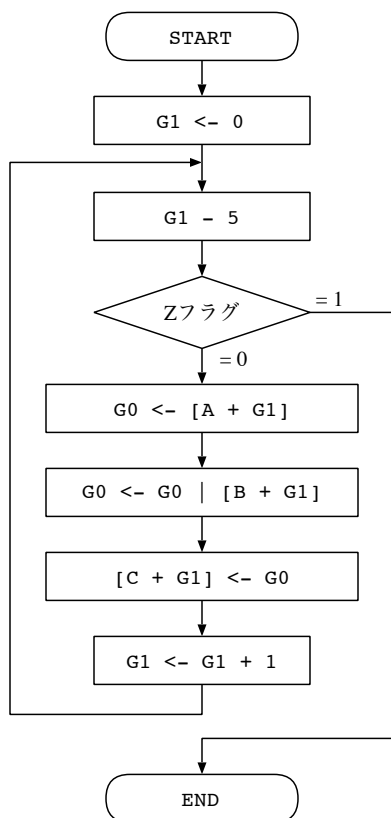 START
G1 <- 0
G1 - 5
Zフラグ
= 1
= 0
G0 <- [A + G1]
G0 <- G0 | [B + G1]
[C + G1] <- G0
G1 <- G1 + 1
END